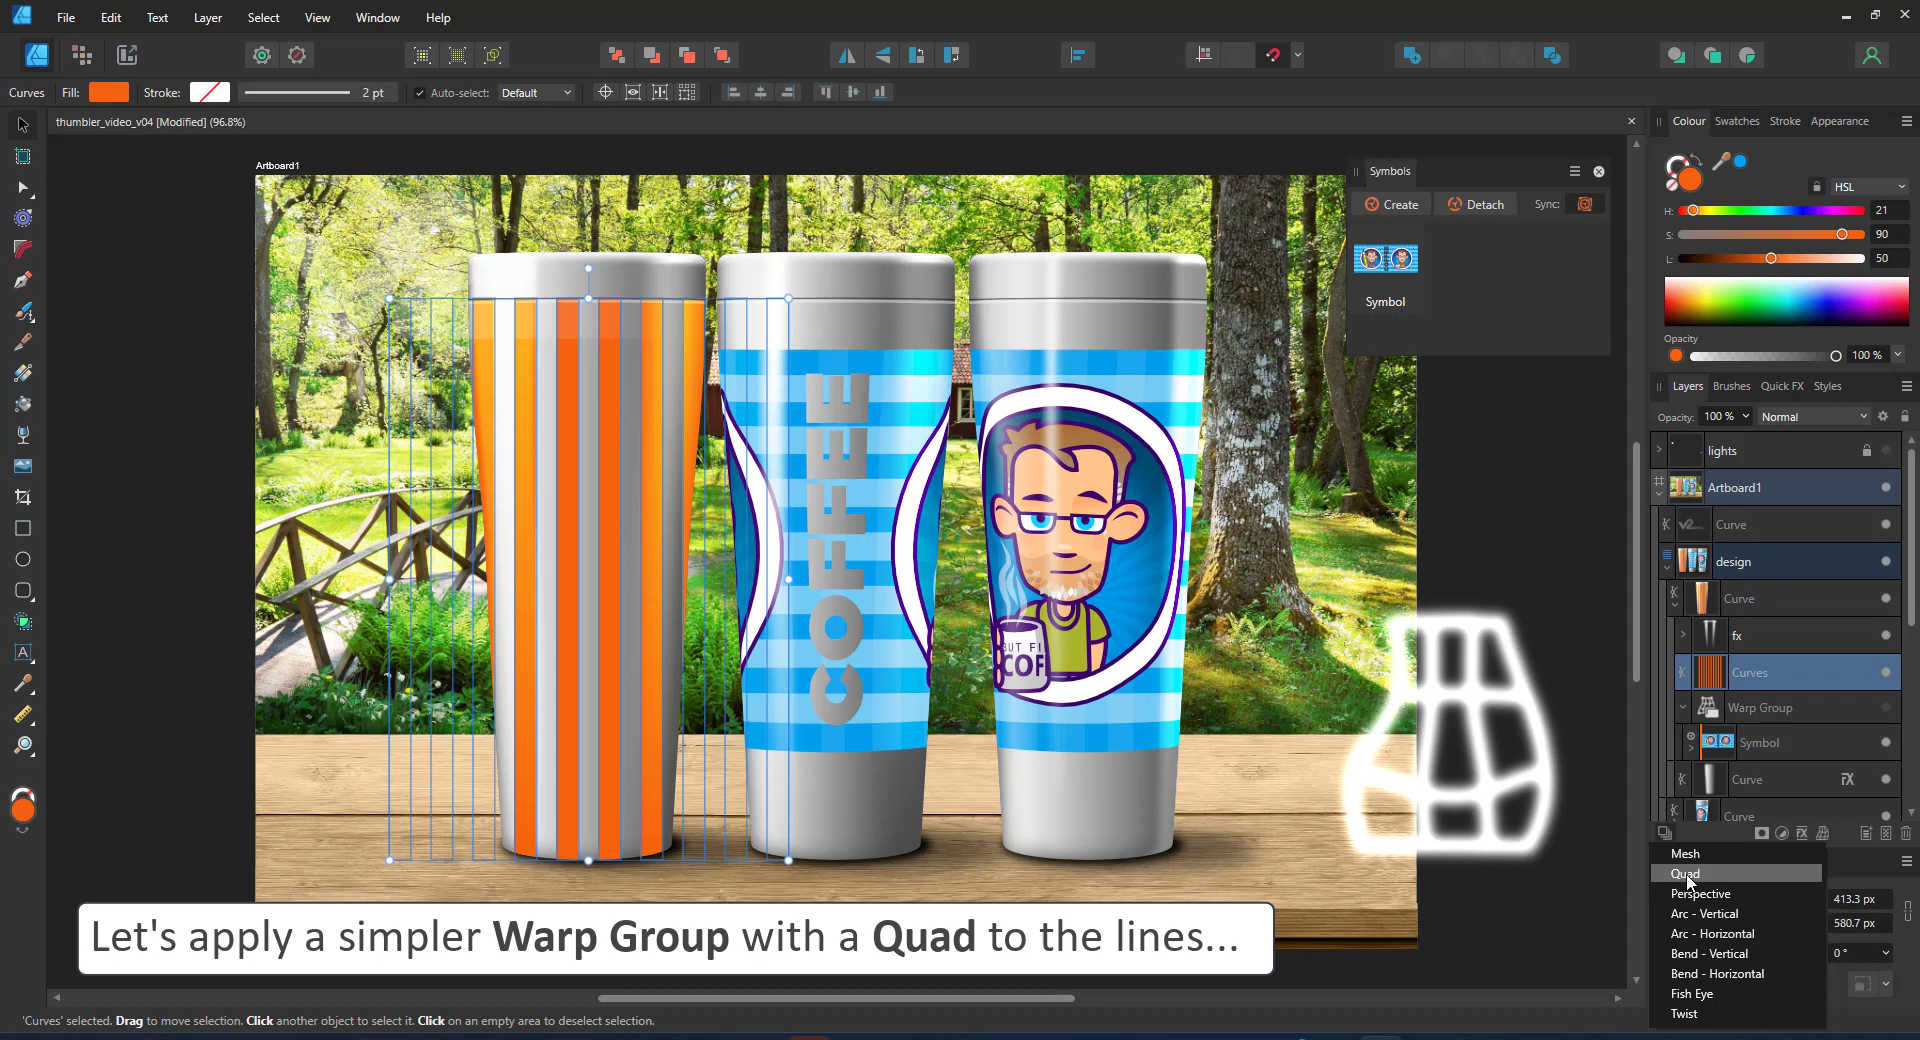 File Edit Text Layer Select View Window Help
Curves Fill: Stroke: 2 pt Auto-select: Default
thumbler_video_v04 [Modified] (96.8%)
Artboard1
Symbols
Create Detach Sync:
Symbol
COFFEE
BUT FI
COF
Colour Swatches Stroke Appearance
HSL
H: 21
S: 90
L: 50
Opacity
100 %
Layers Brushes Quick FX Styles
Opacity: 100 % Normal
lights
Artboard1
Curve
design
Curve
fx
Curves
Warp Group
Symbol
Curve
Curve
Mesh
Quad
Perspective
Arc - Vertical
Arc - Horizontal
Bend - Vertical
Bend - Horizontal
Fish Eye
Twist
413.3 px
580.7 px
0 °
Let's apply a simpler Warp Group with a Quad to the lines...
'Curves' selected. Drag to move selection. Click another object to select it. Click on an empty area to deselect selection.